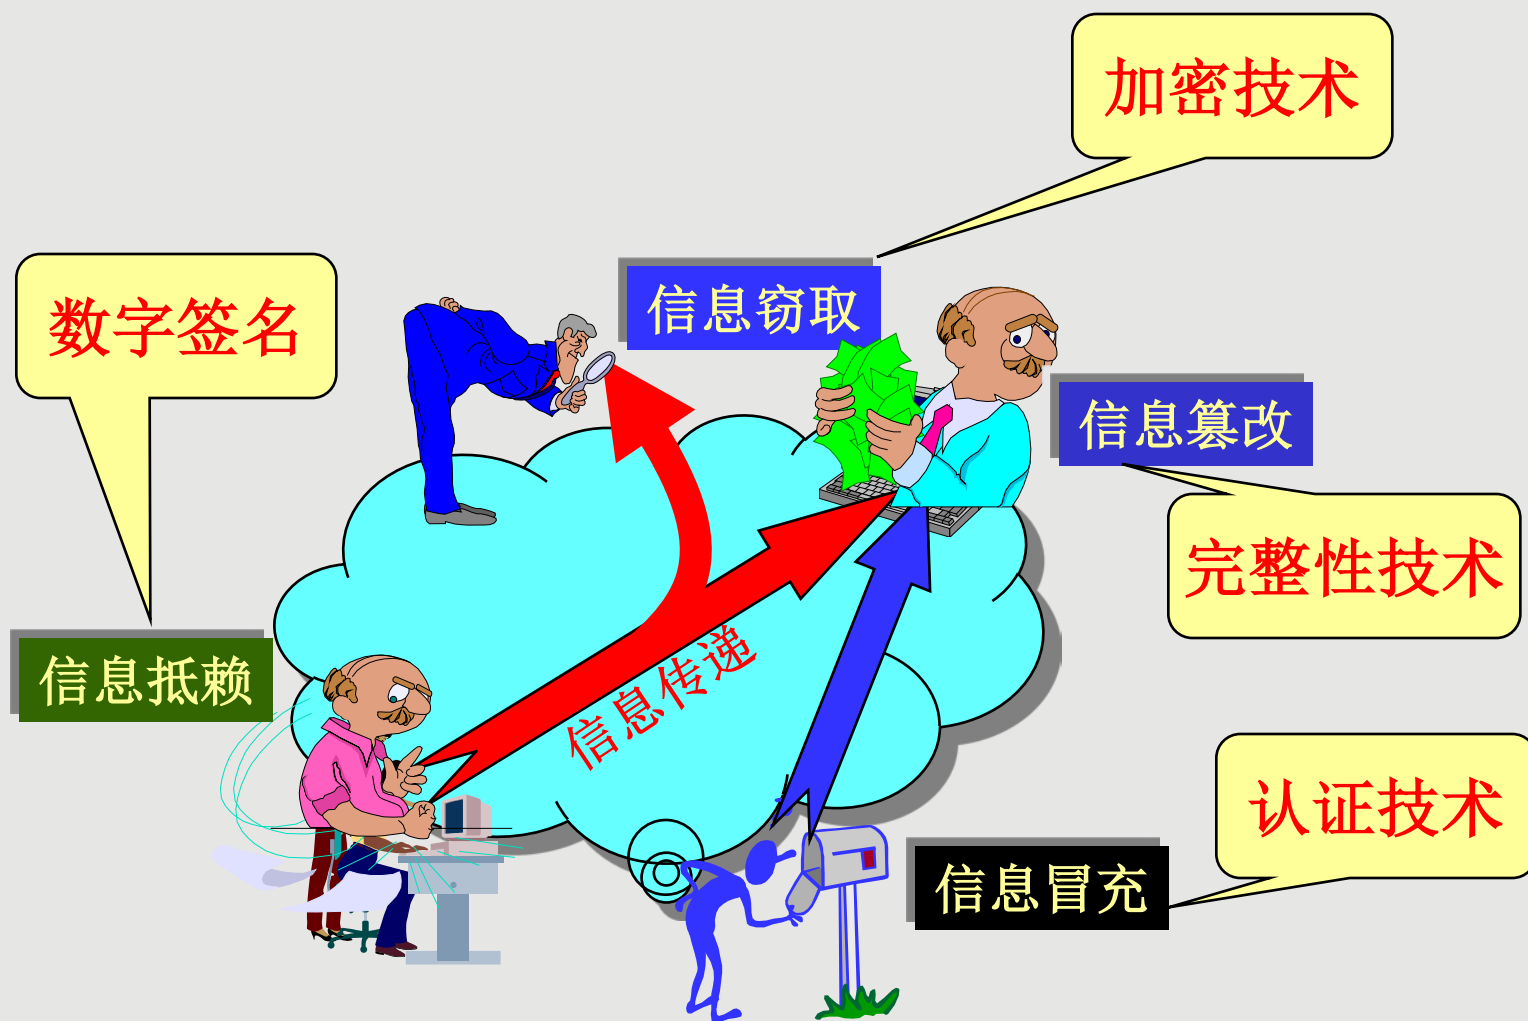 加密技术
数字签名
信息窃取
信息篡改
完整性技术
信息抵赖
信息传递
认证技术
信息冒充